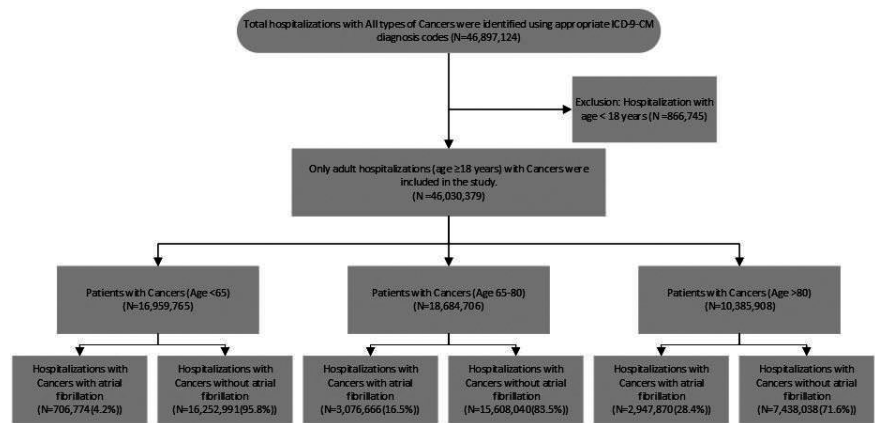 Total hospitalizations with All types of Cancers were identified using appropriate ICD-9-CM
diagnosis codes (N=46,897,124)
Exclusion: Hospitalization with
age < 18 years (N =866,745)
Only adult hospitalizations (age ≥18 years) with Cancers were
included in the study.
(N =46,030,379)
Patients with Cancers (Age <65)
(N=16,959,765)
Patients with Cancers (Age 65-80)
(N=18,684,706)
Patients with Cancers (Age >80)
(N=10,385,908)
Hospitalizations with
Cancers with atrial
fibrillation
(N=706,774(4.2%))
Hospitalizations with
Cancers without atrial
fibrillation
(N=16,252,991(95.8%))
Hospitalizations with
Cancers with atrial
fibrillation
(N=3,076,666(16.5%))
Hospitalizations with
Cancers without atrial
fibrillation
(N=15,608,040(83.5%))
Hospitalizations with
Cancers with atrial
fibrillation
(N=2,947,870(28.4%))
Hospitalizations with
Cancers without atrial
fibrillation
(N=7,438,038(71.6%))